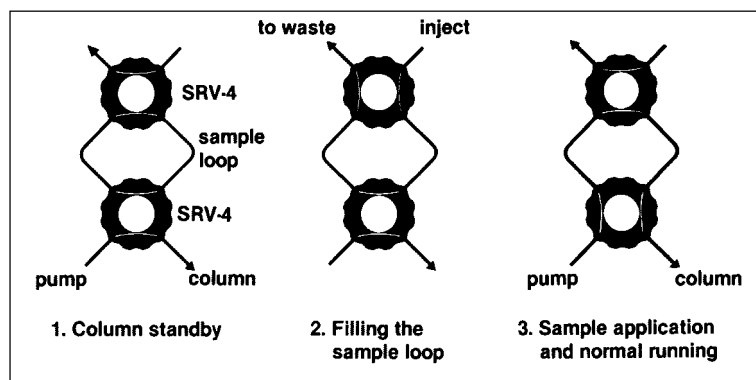 to waste
inject
SRV-4
sample
loop
SRV-4
pump
column
pump
column
1. Column standby
2. Filling the
sample loop
3. Sample application
and normal running